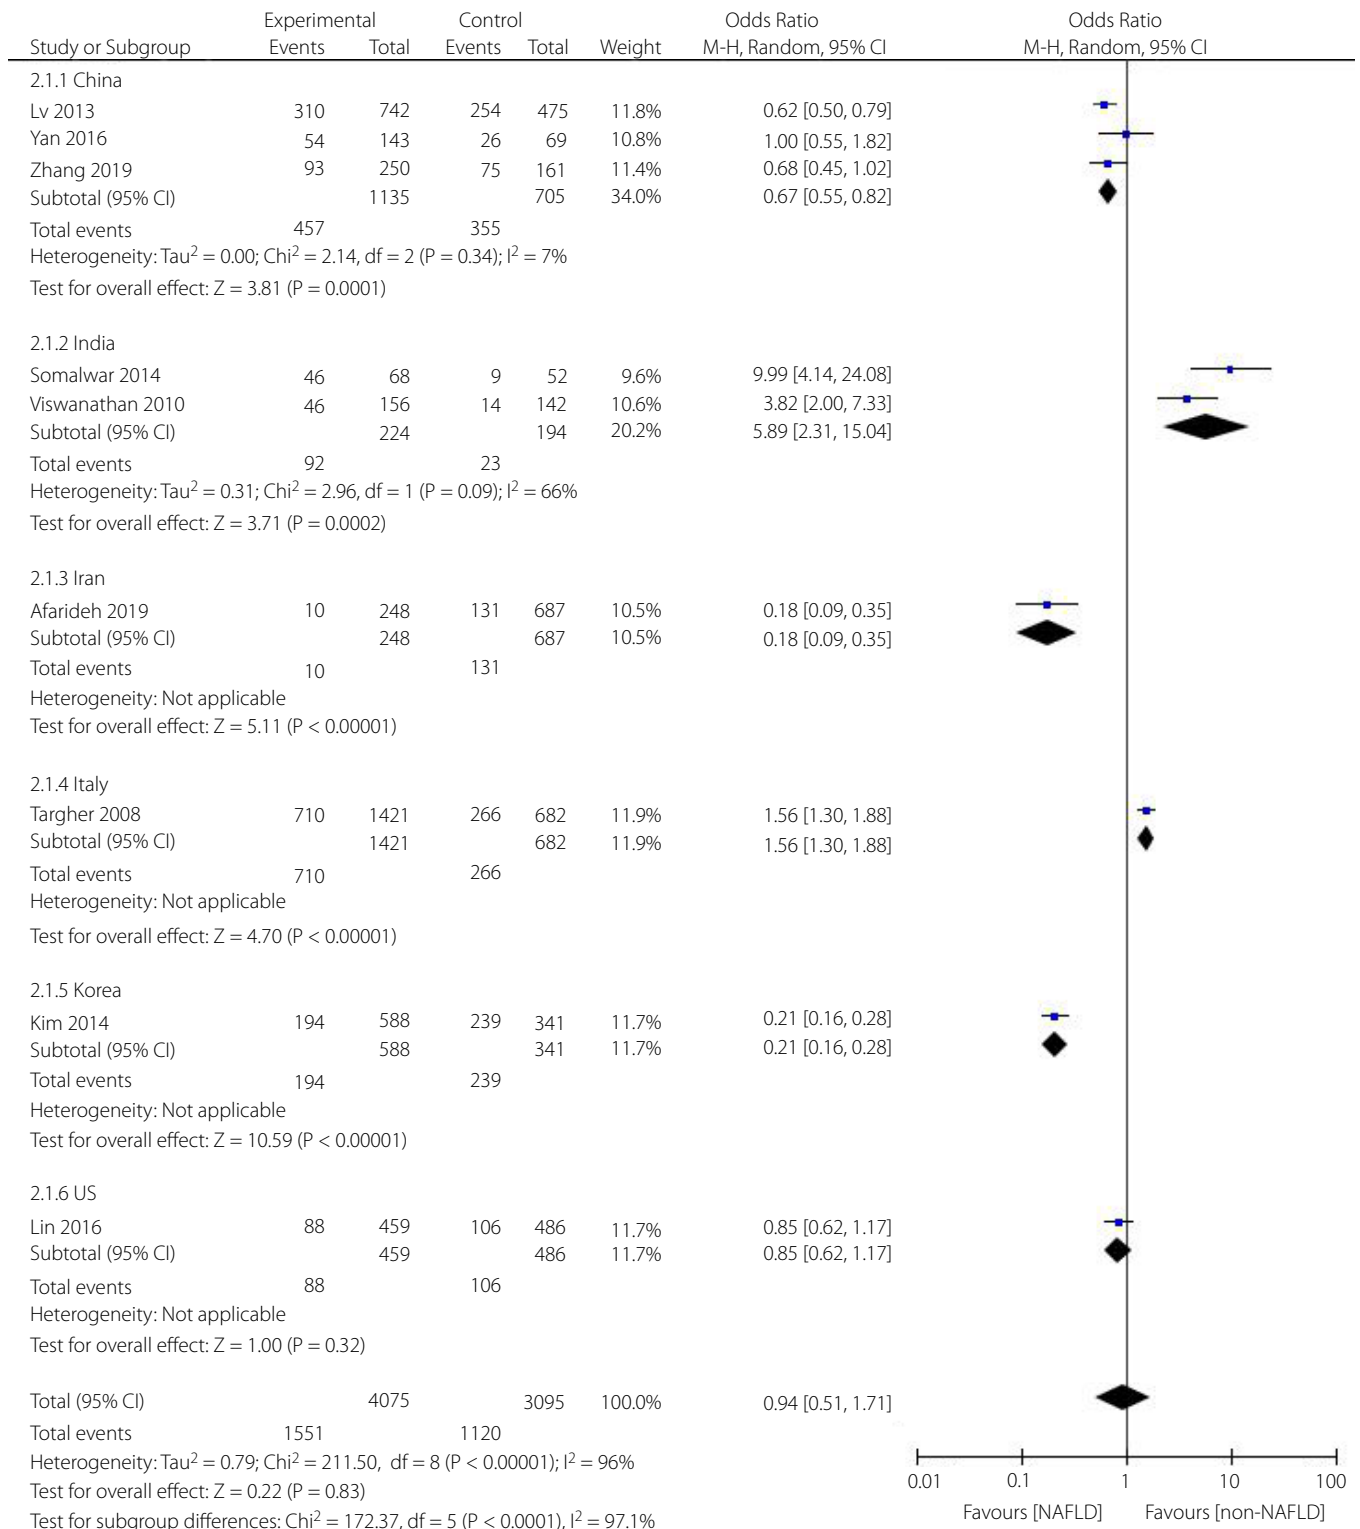 Experimental Control Odds Ratio Odds Ratio
Study or Subgroup Events Total Events Total Weight M-H, Random, 95% CI M-H, Random, 95% CI
2.1.1 China
Lv 2013 310 742 254 475 11.8% 0.62 [0.50, 0.79]
Yan 2016 54 143 26 69 10.8% 1.00 [0.55, 1.82]
Zhang 2019 93 250 75 161 11.4% 0.68 [0.45, 1.02]
Subtotal (95% CI) 1135 705 34.0% 0.67 [0.55, 0.82]
Total events 457 355
Heterogeneity: Tau² = 0.00; Chi² = 2.14, df = 2 (P = 0.34); I² = 7%
Test for overall effect: Z = 3.81 (P = 0.0001)
2.1.2 India
Somalwar 2014 46 68 9 52 9.6% 9.99 [4.14, 24.08]
Viswanathan 2010 46 156 14 142 10.6% 3.82 [2.00, 7.33]
Subtotal (95% CI) 224 194 20.2% 5.89 [2.31, 15.04]
Total events 92 23
Heterogeneity: Tau² = 0.31; Chi² = 2.96, df = 1 (P = 0.09); I² = 66%
Test for overall effect: Z = 3.71 (P = 0.0002)
2.1.3 Iran
Afarideh 2019 10 248 131 687 10.5% 0.18 [0.09, 0.35]
Subtotal (95% CI) 248 687 10.5% 0.18 [0.09, 0.35]
Total events 10 131
Heterogeneity: Not applicable
Test for overall effect: Z = 5.11 (P < 0.00001)
2.1.4 Italy
Targher 2008 710 1421 266 682 11.9% 1.56 [1.30, 1.88]
Subtotal (95% CI) 1421 682 11.9% 1.56 [1.30, 1.88]
Total events 710 266
Heterogeneity: Not applicable
Test for overall effect: Z = 4.70 (P < 0.00001)
2.1.5 Korea
Kim 2014 194 588 239 341 11.7% 0.21 [0.16, 0.28]
Subtotal (95% CI) 588 341 11.7% 0.21 [0.16, 0.28]
Total events 194 239
Heterogeneity: Not applicable
Test for overall effect: Z = 10.59 (P < 0.00001)
2.1.6 US
Lin 2016 88 459 106 486 11.7% 0.85 [0.62, 1.17]
Subtotal (95% CI) 459 486 11.7% 0.85 [0.62, 1.17]
Total events 88 106
Heterogeneity: Not applicable
Test for overall effect: Z = 1.00 (P = 0.32)
Total (95% CI) 4075 3095 100.0% 0.94 [0.51, 1.71]
Total events 1551 1120
Heterogeneity: Tau² = 0.79; Chi² = 211.50, df = 8 (P < 0.00001); I² = 96%
Test for overall effect: Z = 0.22 (P = 0.83)
Test for subgroup differences: Chi² = 172.37, df = 5 (P < 0.0001), I² = 97.1%
0.01 0.1 1 10 100
Favours [NAFLD] Favours [non-NAFLD]